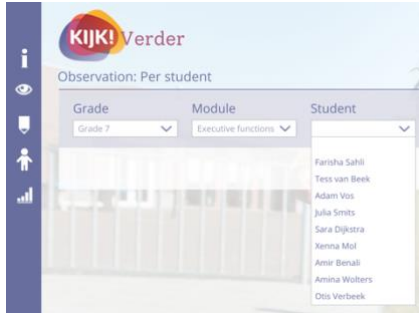 KIJK! Verder
Observation: Per student
Grade Module Student
Grade 7 Executive functions
Farisha Sahli
Tess van Beek
Adam Vos
Julia Smits
Sara Dijkstra
Xenna Mol
Amir Benali
Amina Wolters
Otis Verbeek